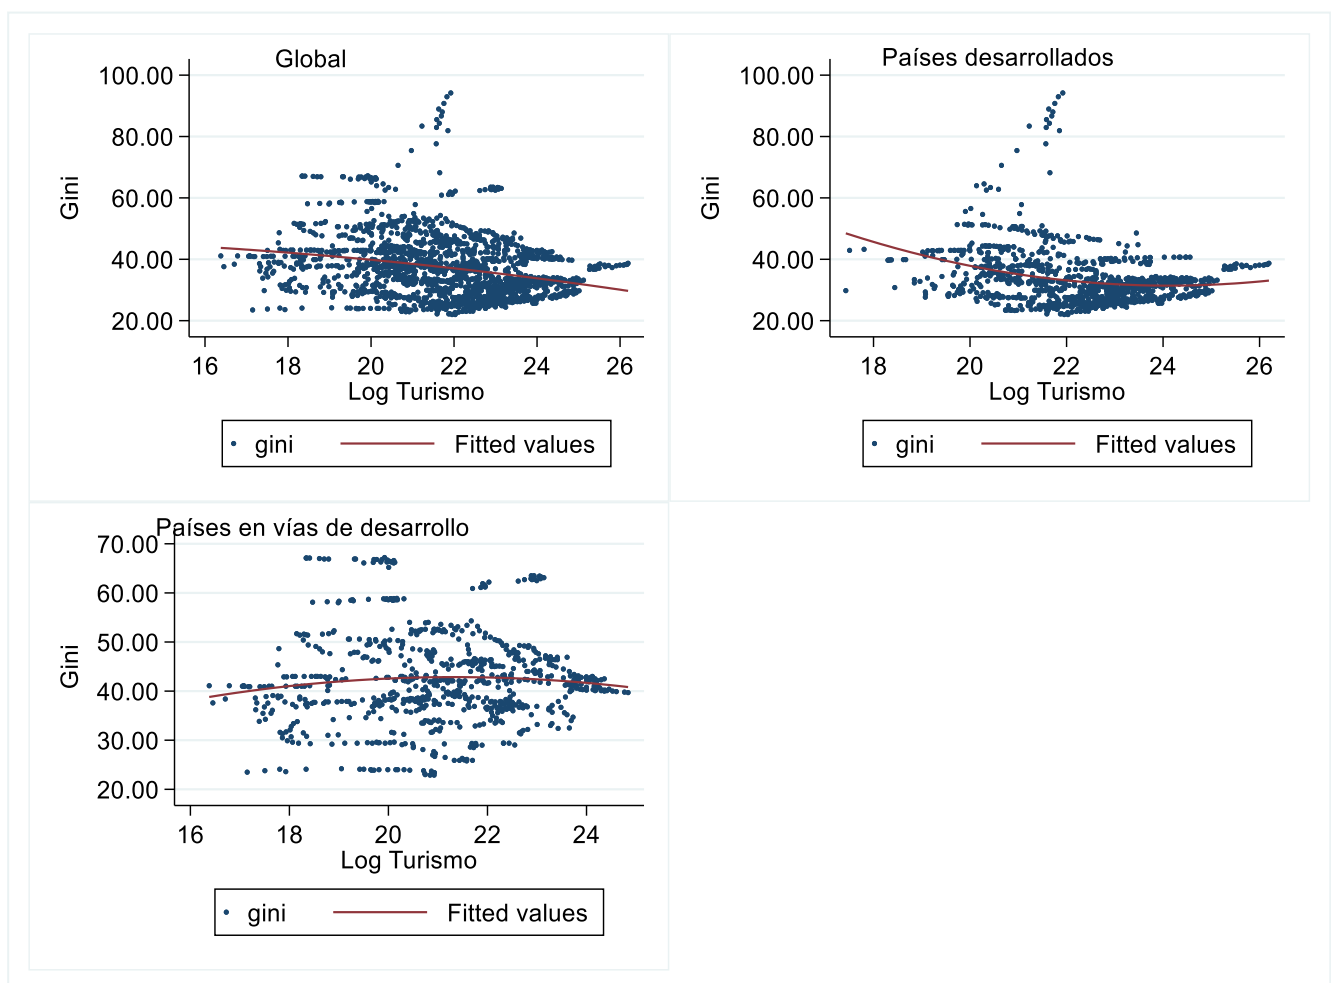 Global
100.00
80.00
60.00
40.00
20.00
Gini
16 18 20 22 24 26
Log Turismo
gini Fitted values
Países desarrollados
100.00
80.00
60.00
40.00
20.00
Gini
18 20 22 24 26
Log Turismo
gini Fitted values
Países en vías de desarrollo
70.00
60.00
50.00
40.00
30.00
20.00
Gini
16 18 20 22 24
Log Turismo
gini Fitted values